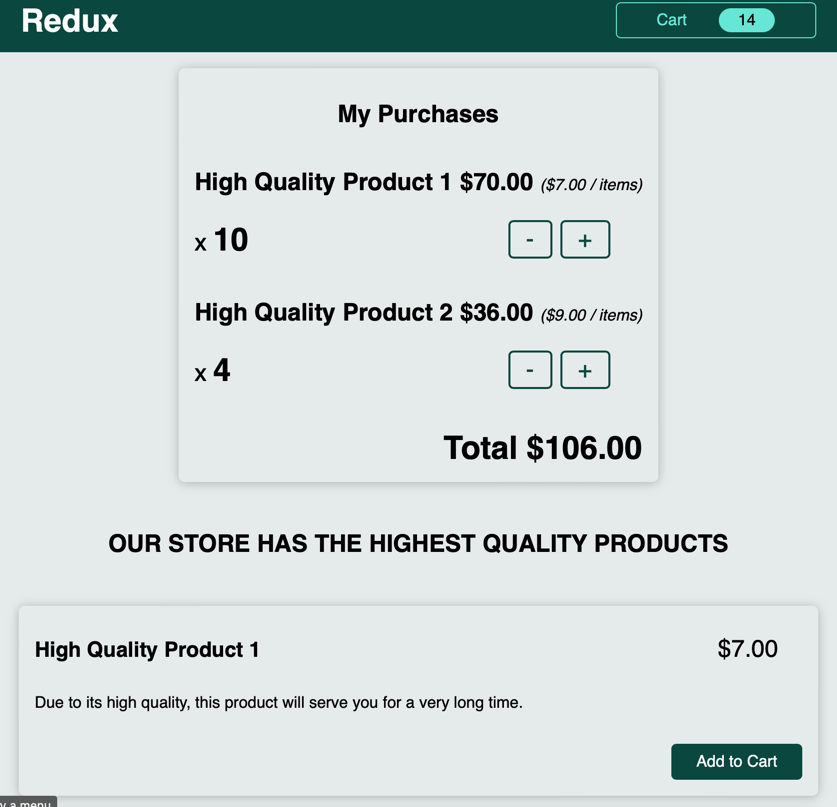 Redux
Cart 14
My Purchases
High Quality Product 1 $70.00 ($7.00 / items)
x 10 - +
High Quality Product 2 $36.00 ($9.00 / items)
x 4 - +
Total $106.00
OUR STORE HAS THE HIGHEST QUALITY PRODUCTS
High Quality Product 1 $7.00
Due to its high quality, this product will serve you for a very long time.
Add to Cart
a menu